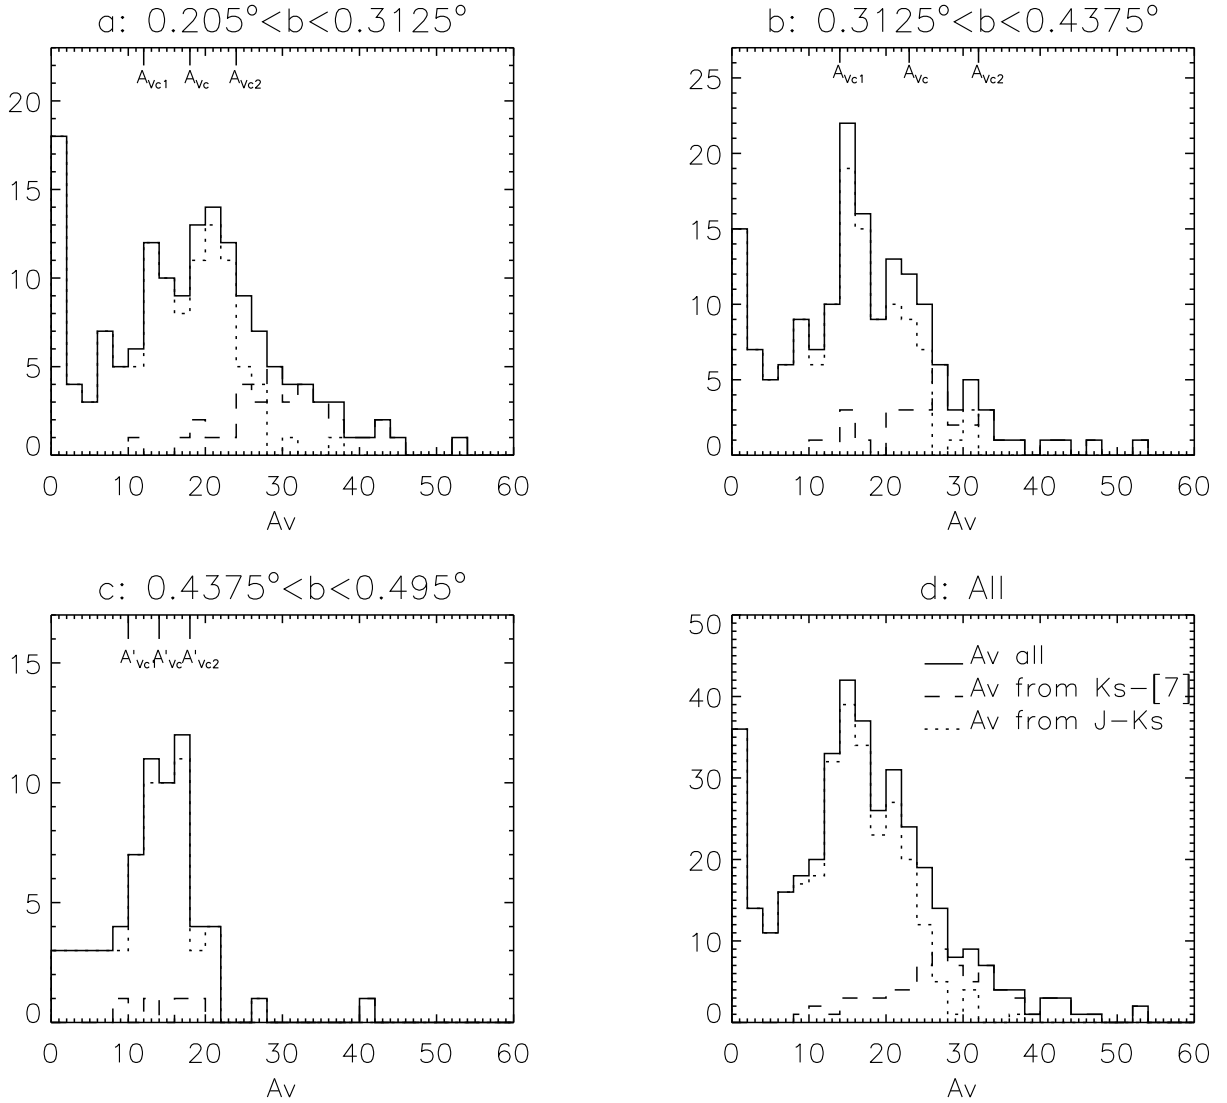 a: 0.205°<b<0.3125°
A_Vc1 A_Vc A_Vc2
20
15
10
5
0
0 10 20 30 40 50 60
Av
b: 0.3125°<b<0.4375°
A_Vc1 A_Vc A_Vc2
25
20
15
10
5
0
0 10 20 30 40 50 60
Av
c: 0.4375°<b<0.495°
A'_Vc1 A'_Vc A'_Vc2
15
10
5
0
0 10 20 30 40 50 60
Av
d: All
50
40
30
20
10
0
Av all
Av from Ks-[7]
Av from J-Ks
0 10 20 30 40 50 60
Av